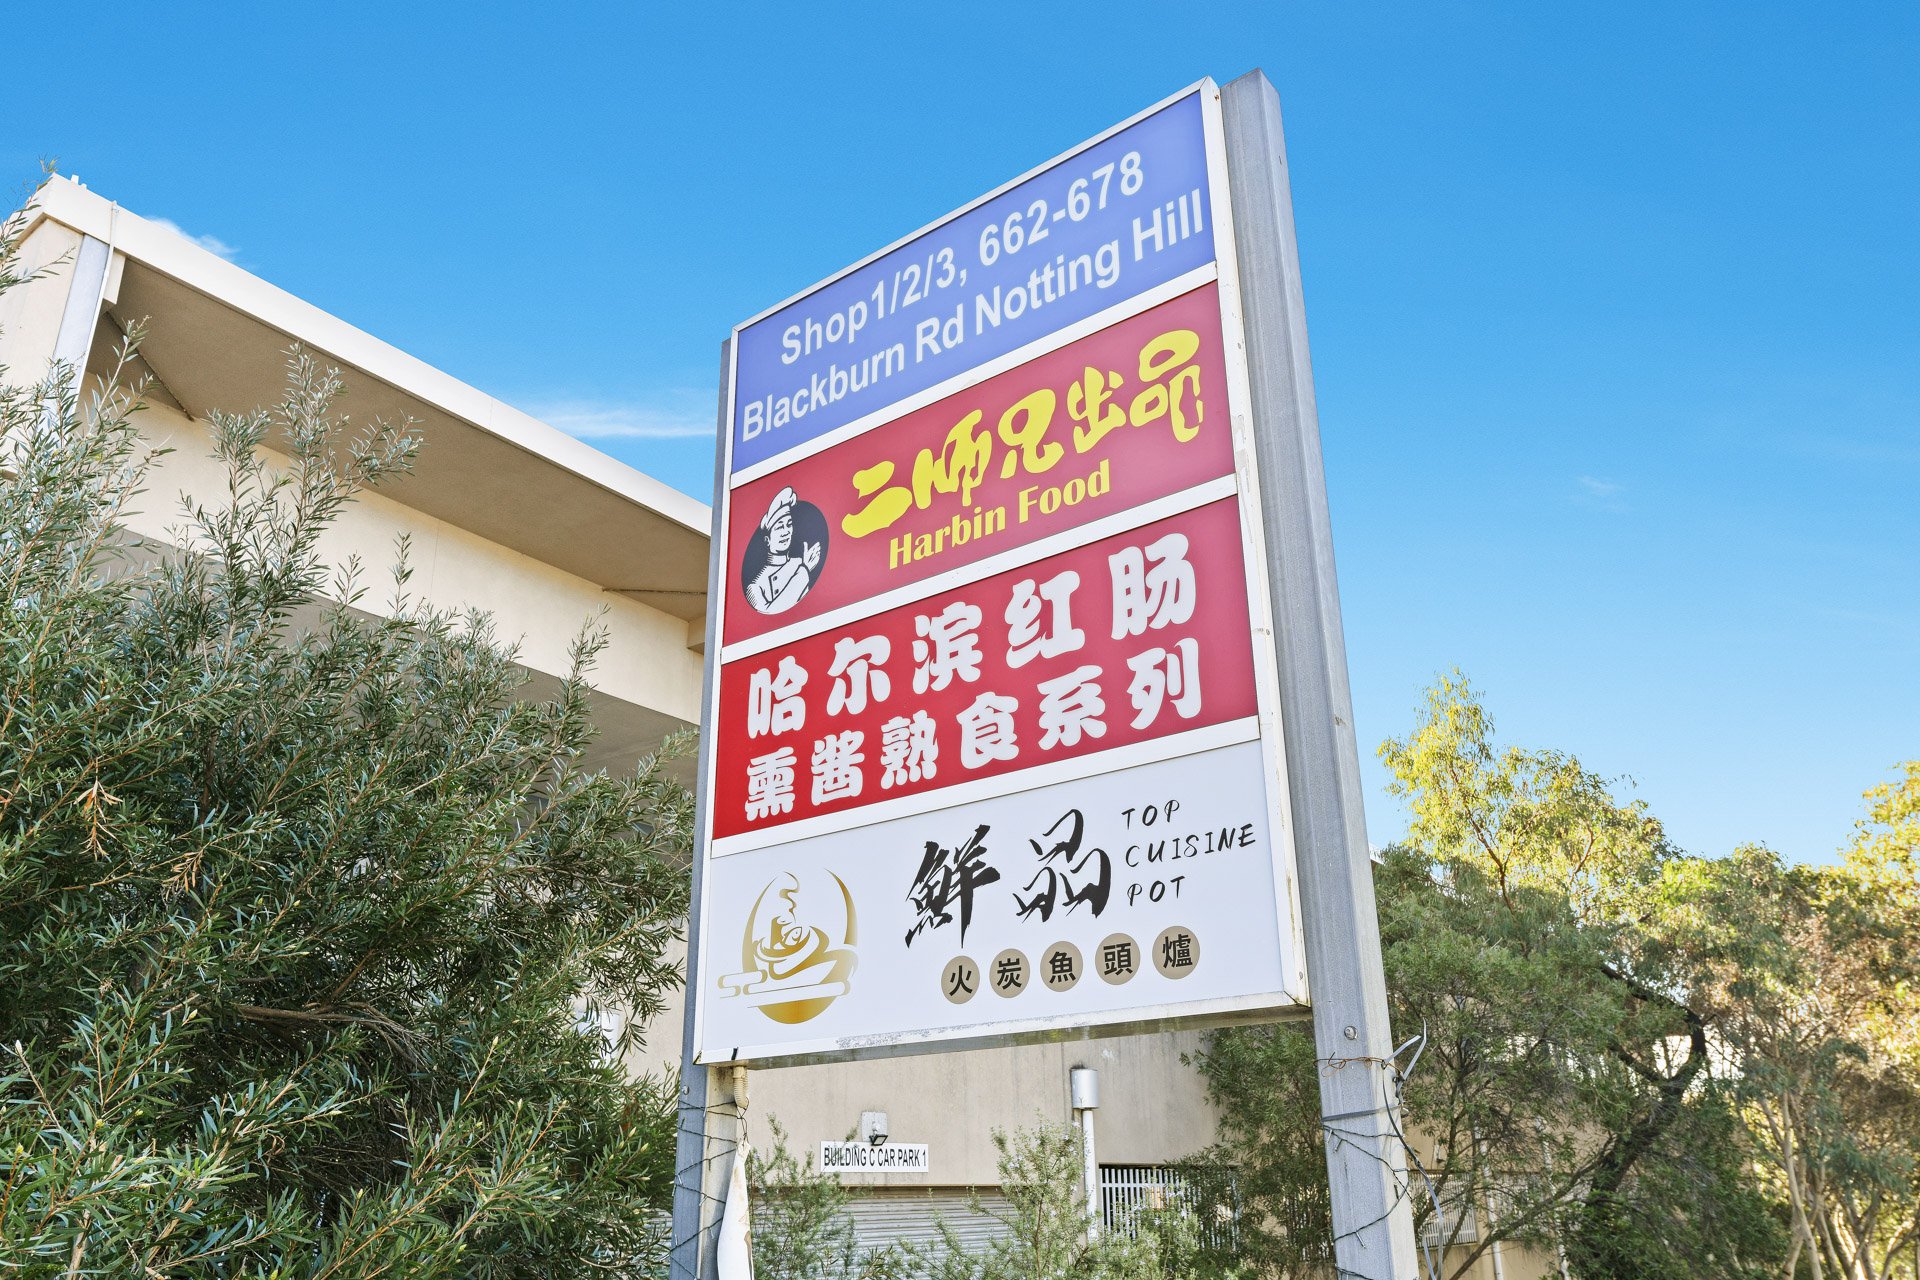 Shop1/2/3, 662-678
Blackburn Rd Notting Hill
二师兄出品
Harbin Food
哈尔滨红肠
熏酱熟食系列
鲜品
TOP
CUISINE
POT
火炭魚頭爐
BUILDING C CAR PARK 1